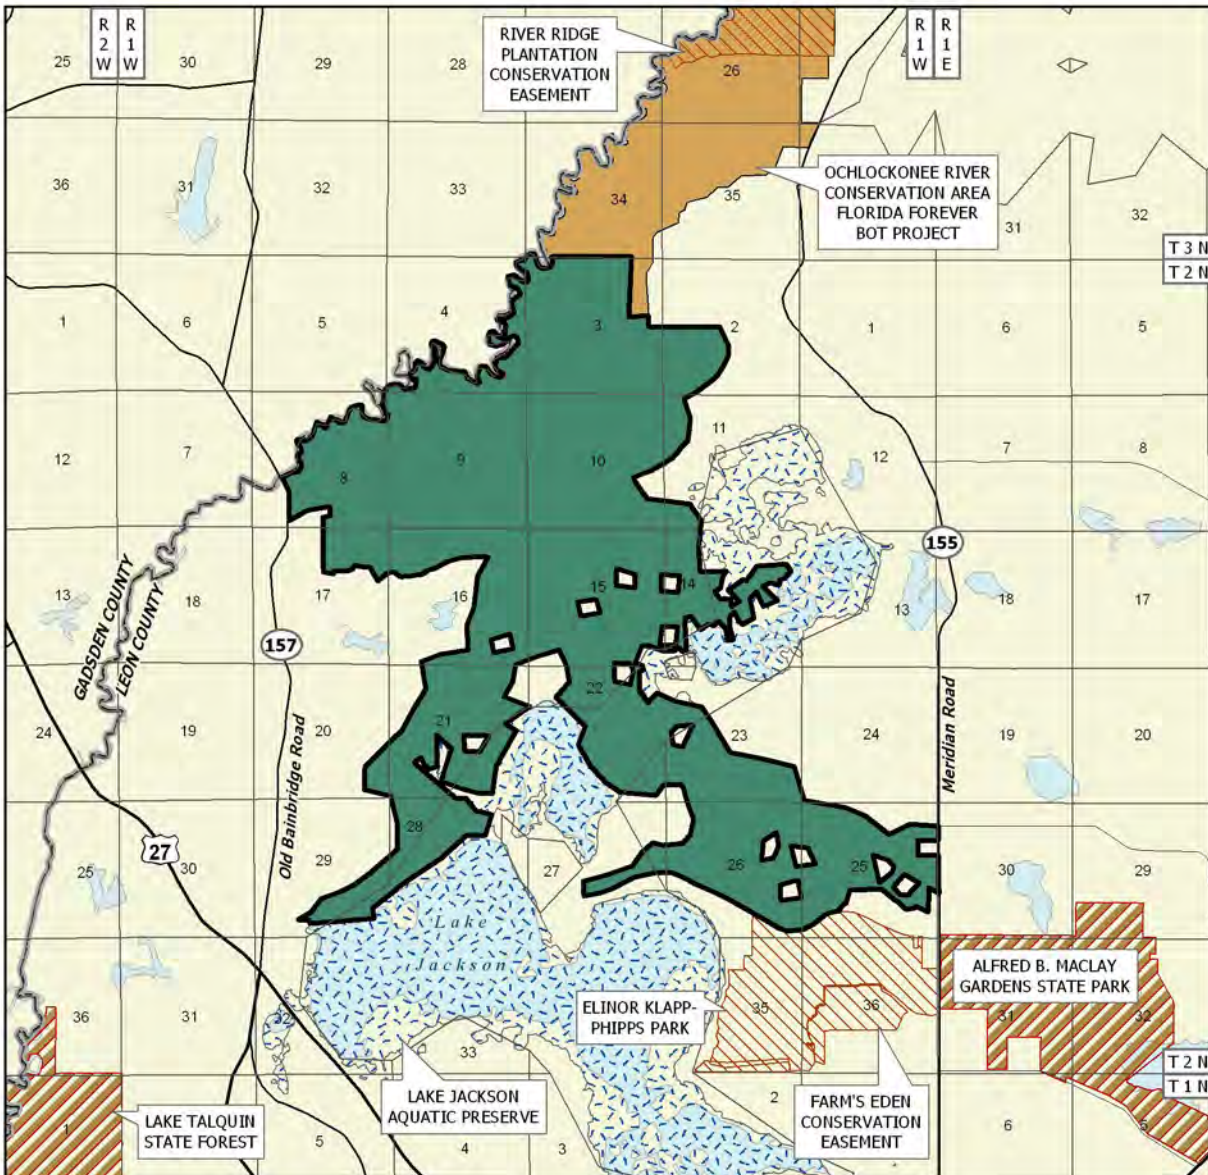 R
2
W
R
1
W
R
1
W
R
1
E
RIVER RIDGE
PLANTATION
CONSERVATION
EASEMENT
25
30
29
28
26
OCHLOCKONEE RIVER
CONSERVATION AREA
FLORIDA FOREVER
BOT PROJECT
36
31
32
33
34
35
31
32
T 3 N
T 2 N
1
6
5
4
3
2
1
6
5
12
7
8
9
10
11
12
7
8
155
GADSDEN COUNTY
LEON COUNTY
13
18
17
16
15
14
13
18
17
157
24
19
20
21
22
23
24
19
20
Old Bainbridge Road
Meridian Road
27
25
30
29
28
27
26
25
30
29
Lake
Jackson
ALFRED B. MACLAY
GARDENS STATE PARK
ELINOR KLAPP-
PHIPPS PARK
36
31
32
33
35
36
31
32
T 2 N
T 1 N
LAKE JACKSON
AQUATIC PRESERVE
FARM'S EDEN
CONSERVATION
EASEMENT
LAKE TALQUIN
STATE FOREST
1
5
4
3
2
6
5